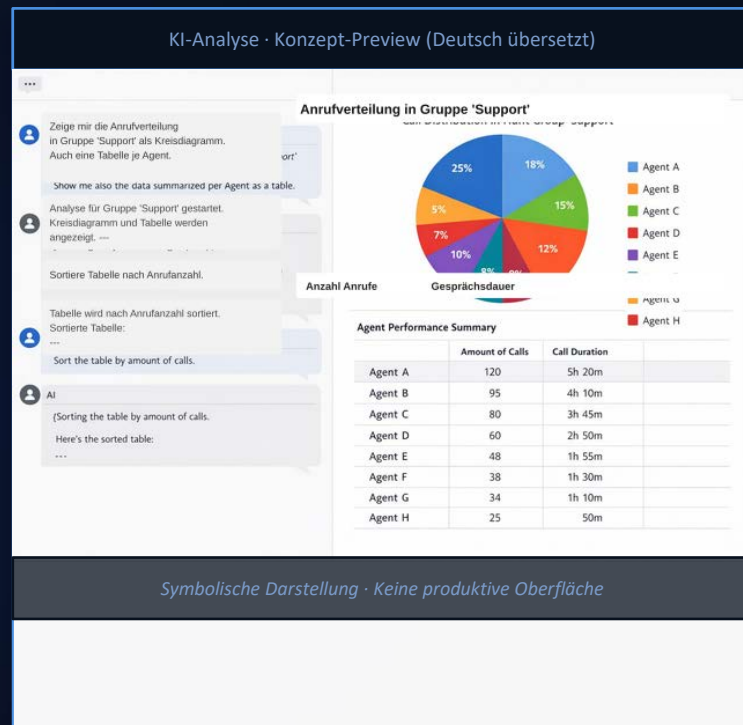 KI-Analyse · Konzept-Preview (Deutsch übersetzt)
...
Zeige mir die Anrufverteilung
in Gruppe 'Support' als Kreisdiagramm.
Auch eine Tabelle je Agent.
Show me also the data summarized per Agent as a table.
Analyse für Gruppe 'Support' gestartet.
Kreisdiagramm und Tabelle werden
angezeigt. ---
Sortiere Tabelle nach Anrufanzahl.
Tabelle wird nach Anrufanzahl sortiert.
Sortierte Tabelle:
---
Sort the table by amount of calls.
AI
{Sorting the table by amount of calls.
Here's the sorted table:
---
Anrufverteilung in Gruppe 'Support'
25%
18%
15%
12%
10%
7%
5%
Agent A
Agent B
Agent C
Agent D
Agent E
Agent G
Agent H
Anzahl Anrufe Gesprächsdauer
Agent Performance Summary
Amount of Calls Call Duration
Agent A 120 5h 20m
Agent B 95 4h 10m
Agent C 80 3h 45m
Agent D 60 2h 50m
Agent E 48 1h 55m
Agent F 38 1h 30m
Agent G 34 1h 10m
Agent H 25 50m
Symbolische Darstellung · Keine produktive Oberfläche